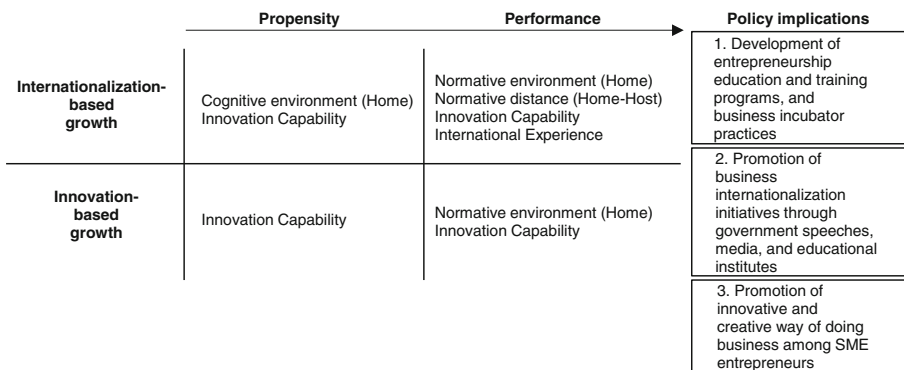 Propensity
Performance
Policy implications
Internationalization-
based
growth
Cognitive environment (Home)
Innovation Capability
Normative environment (Home)
Normative distance (Home-Host)
Innovation Capability
International Experience
1. Development of
entrepreneurship
education and training
programs, and
business incubator
practices
Innovation-
based
growth
Innovation Capability
Normative environment (Home)
Innovation Capability
2. Promotion of
business
internationalization
initiatives through
government speeches,
media, and educational
institutes
3. Promotion of
innovative and
creative way of doing
business among SME
entrepreneurs